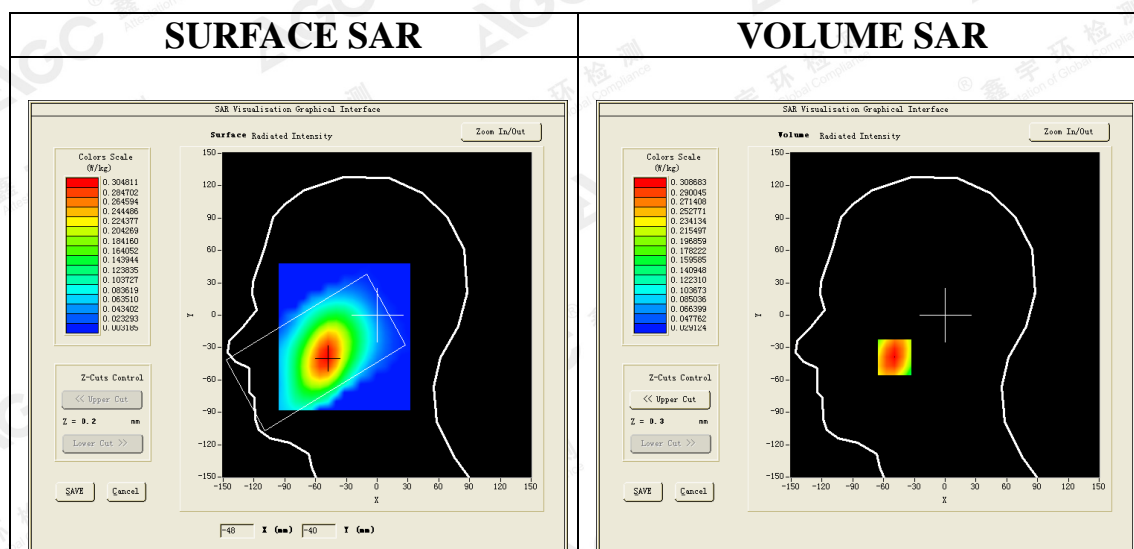 SURFACE SAR
VOLUME SAR
SAR Visualisation Graphical Interface
Surface Radiated Intensity
Zoom In/Out
Colors Scale
(W/kg)
0.304811
0.284702
0.264594
0.244486
0.224377
0.204269
0.184160
0.164052
0.143944
0.123835
0.103727
0.083619
0.063510
0.043402
0.023293
0.003185
Z-Cuts Control
<< Upper Cut
Z = 0.2 mm
Lower Cut >>
SAVE
Cancel
150
120
90
60
30
0
-30
-60
-90
-120
-150
Y
-150 -120 -90 -60 -30 0 30 60 90 120 150
X
-48 X (mm) -40 Y (mm)
SAR Visualisation Graphical Interface
Volume Radiated Intensity
Zoom In/Out
Colors Scale
(W/kg)
0.308683
0.290045
0.271408
0.252771
0.234134
0.215497
0.196859
0.178222
0.159585
0.140948
0.122310
0.103673
0.085036
0.066399
0.047762
0.029124
Z-Cuts Control
<< Upper Cut
Z = 0.3 mm
Lower Cut >>
SAVE
Cancel
150
120
90
60
30
0
-30
-60
-90
-120
-150
Y
-150 -120 -90 -60 -30 0 30 60 90 120 150
X